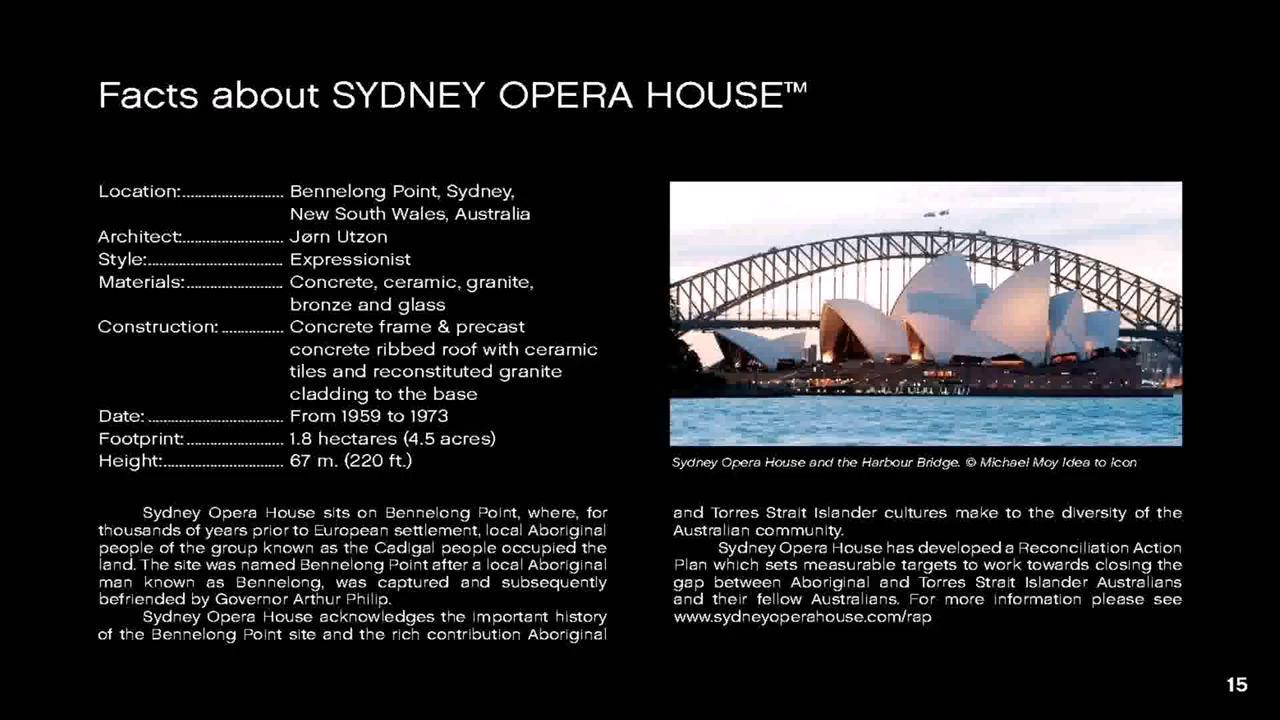 Facts about SYDNEY OPERA HOUSE™
Location:......................... Bennelong Point, Sydney,
New South Wales, Australia
Architect:......................... Jørn Utzon
Style:.................................. Expressionist
Materials:........................ Concrete, ceramic, granite,
bronze and glass
Construction: ............... Concrete frame & precast
concrete ribbed roof with ceramic
tiles and reconstituted granite
cladding to the base
Date: ................................. From 1959 to 1973
Footprint:........................ 1.8 hectares (4.5 acres)
Height:.............................. 67 m. (220 ft.)
Sydney Opera House and the Harbour Bridge. © Michael Moy Idea to Icon
Sydney Opera House sits on Bennelong Point, where, for
thousands of years prior to European settlement, local Aboriginal
people of the group known as the Cadigal people occupied the
land. The site was named Bennelong Point after a local Aboriginal
man known as Bennelong, was captured and subsequently
befriended by Governor Arthur Philip.
Sydney Opera House acknowledges the important history
of the Bennelong Point site and the rich contribution Aboriginal
and Torres Strait Islander cultures make to the diversity of the
Australian community.
Sydney Opera House has developed a Reconciliation Action
Plan which sets measurable targets to work towards closing the
gap between Aboriginal and Torres Strait Islander Australians
and their fellow Australians. For more information please see
www.sydneyoperahouse.com/rap
15